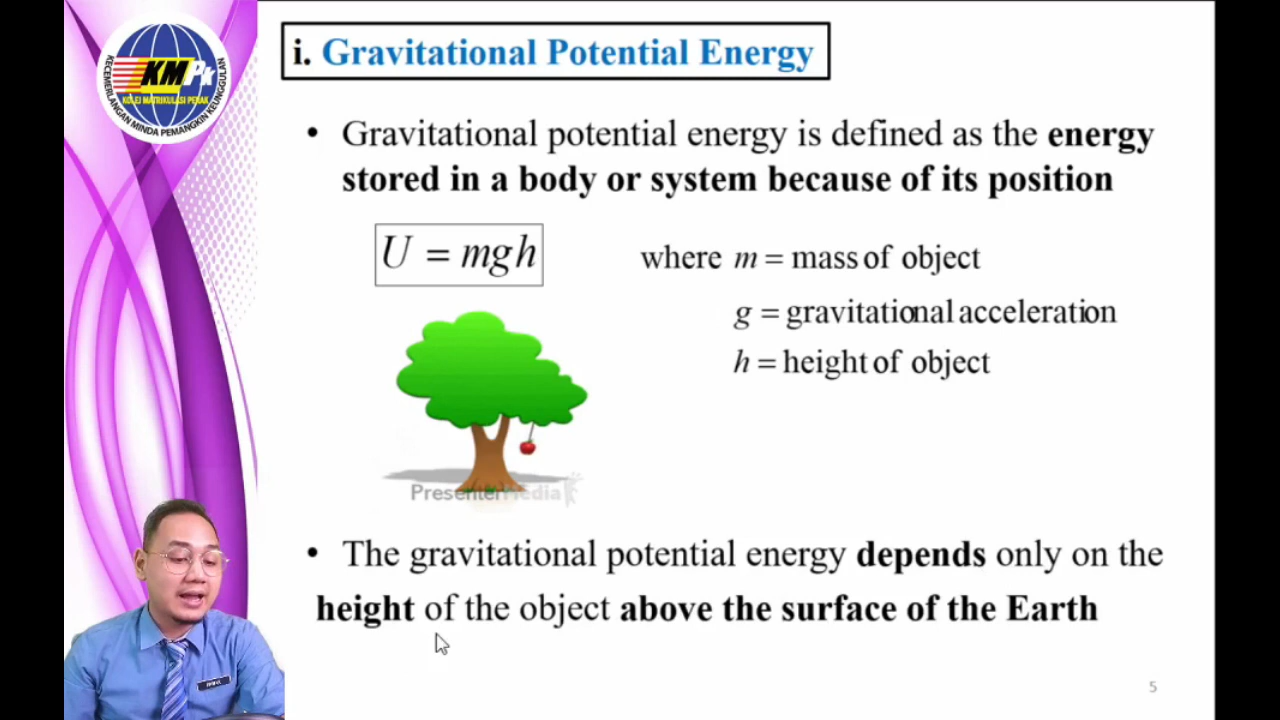 KECEMERLANGAN MINDA PEMANGKIN KEUNGGULAN
KMPk
KOLEJ MATRIKULASI PERAK
i. Gravitational Potential Energy
• Gravitational potential energy is defined as the energy
stored in a body or system because of its position
U = mgh
where m = mass of object
g = gravitational acceleration
h = height of object
PresenterMedia
• The gravitational potential energy depends only on the
height of the object above the surface of the Earth
5